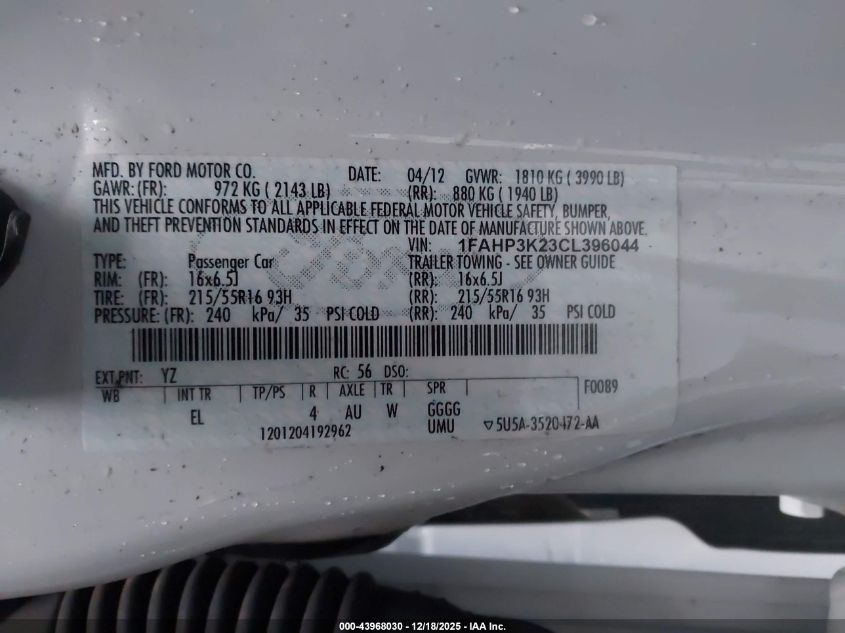 MFD. BY FORD MOTOR CO. DATE: 04/12 GVWR: 1810 KG ( 3990 LB)
GAWR: (FR): 972 KG ( 2143 LB) (RR): 880 KG ( 1940 LB)
THIS VEHICLE CONFORMS TO ALL APPLICABLE FEDERAL MOTOR VEHICLE SAFETY, BUMPER,
AND THEFT PREVENTION STANDARDS IN EFFECT ON THE DATE OF MANUFACTURE SHOWN ABOVE.
VIN: 1FAHP3K23CL396044
TYPE: Passenger Car TRAILER TOWING - SEE OWNER GUIDE
RIM: (FR): 16x6.5J (RR): 16x6.5J
TIRE: (FR): 215/55R16 93H (RR): 215/55R16 93H
PRESSURE: (FR): 240 kPa/ 35 PSI COLD (RR): 240 kPa/ 35 PSI COLD
EXT PNT: YZ RC: 56 DSO:
WB INT TR TP/PS R AXLE TR SPR F0089
EL 4 AU W GGGG
1201204192962 UMU ▽5U5A-3520472-AA
000-43968030 - 12/18/2025 - IAA Inc.